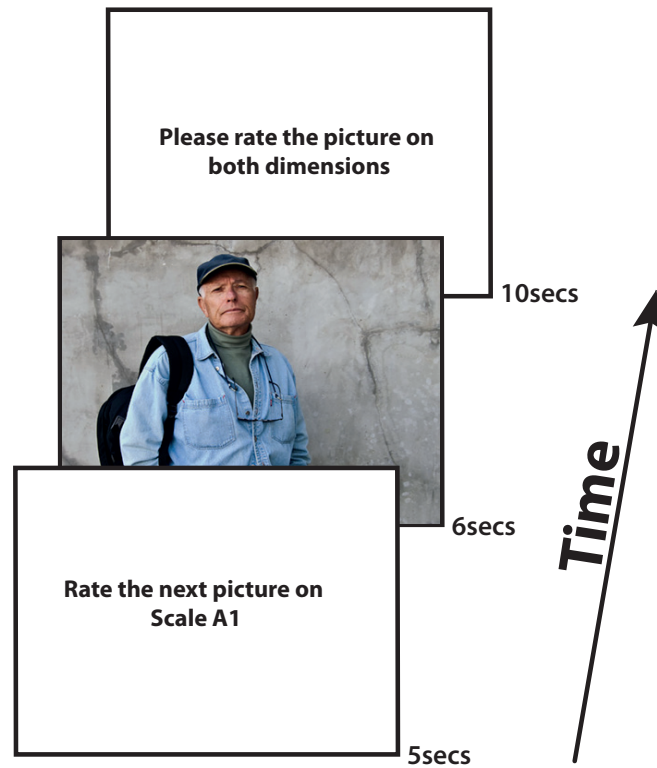 Please rate the picture on
both dimensions
10secs
6secs
Time
Rate the next picture on
Scale A1
5secs